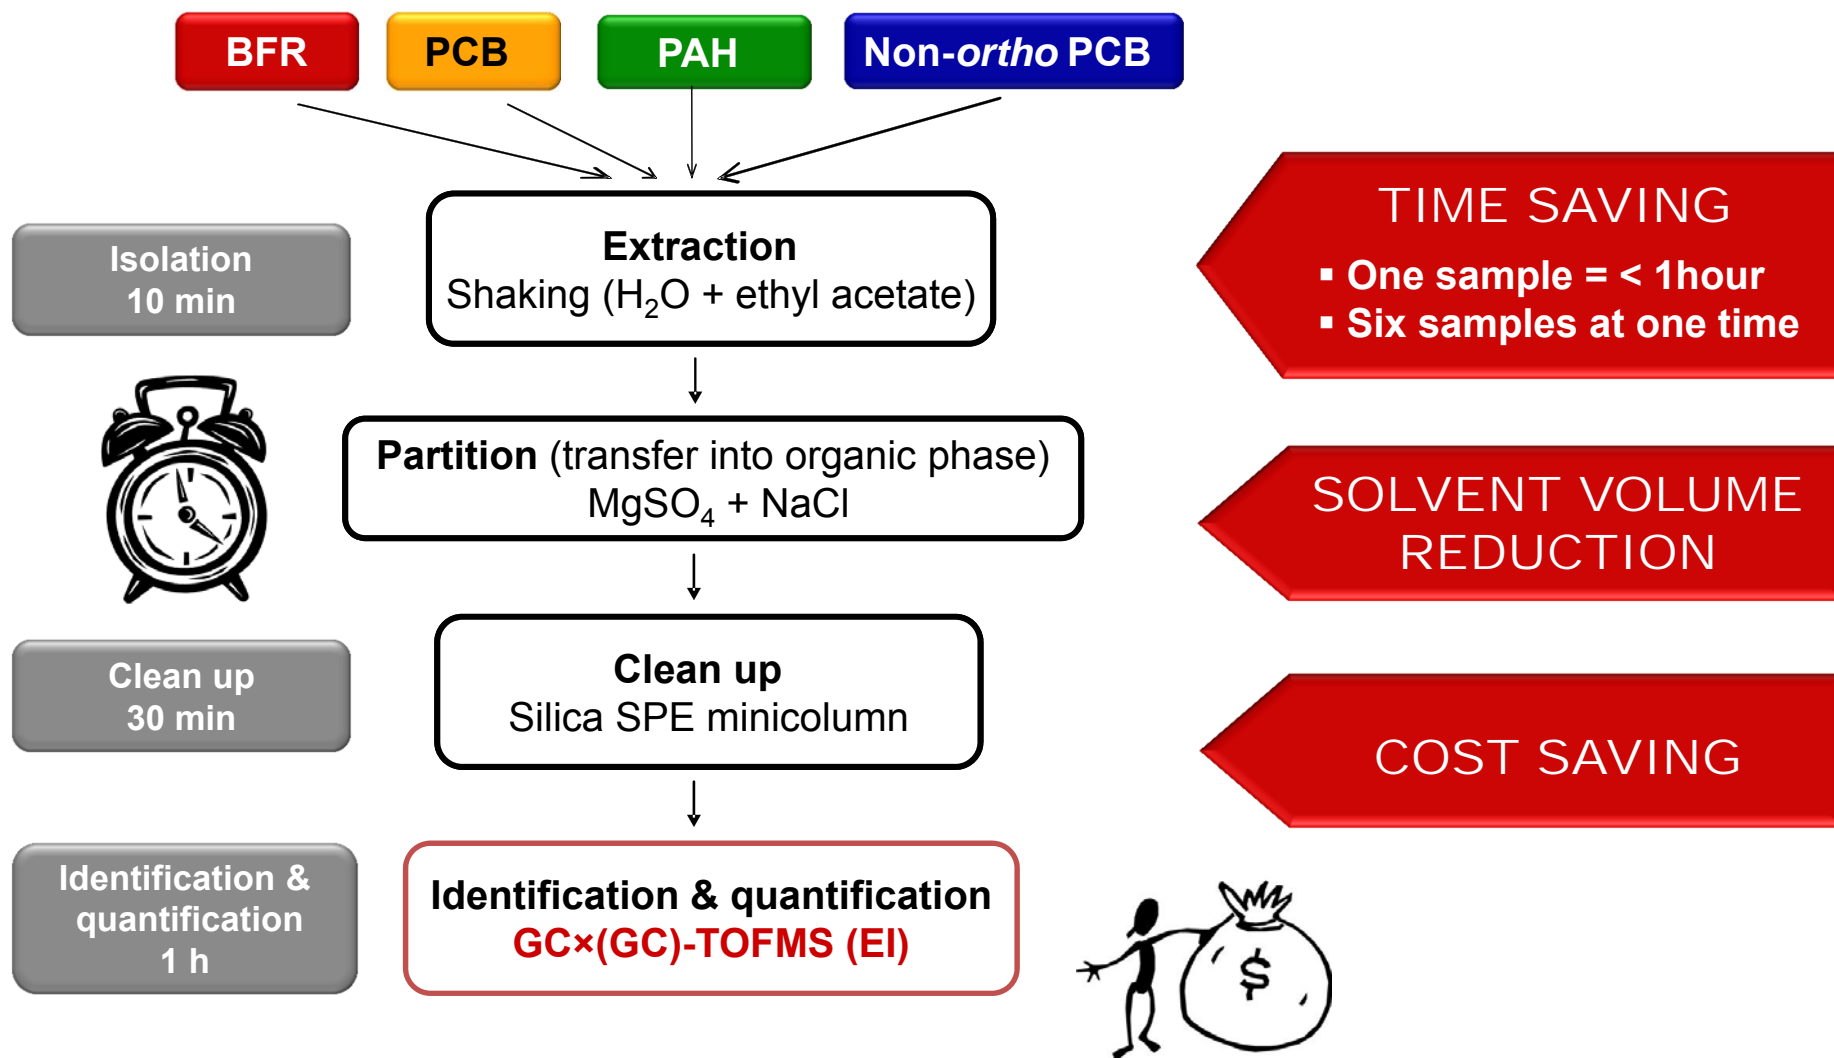 BFR
PCB
PAH
Non-ortho PCB
Isolation
10 min
Extraction
Shaking (H₂O + ethyl acetate)
TIME SAVING
▪ One sample = < 1hour
▪ Six samples at one time
Partition (transfer into organic phase)
MgSO₄ + NaCl
SOLVENT VOLUME
REDUCTION
Clean up
30 min
Clean up
Silica SPE minicolumn
COST SAVING
Identification &
quantification
1 h
Identification & quantification
GC×(GC)-TOFMS (EI)
$